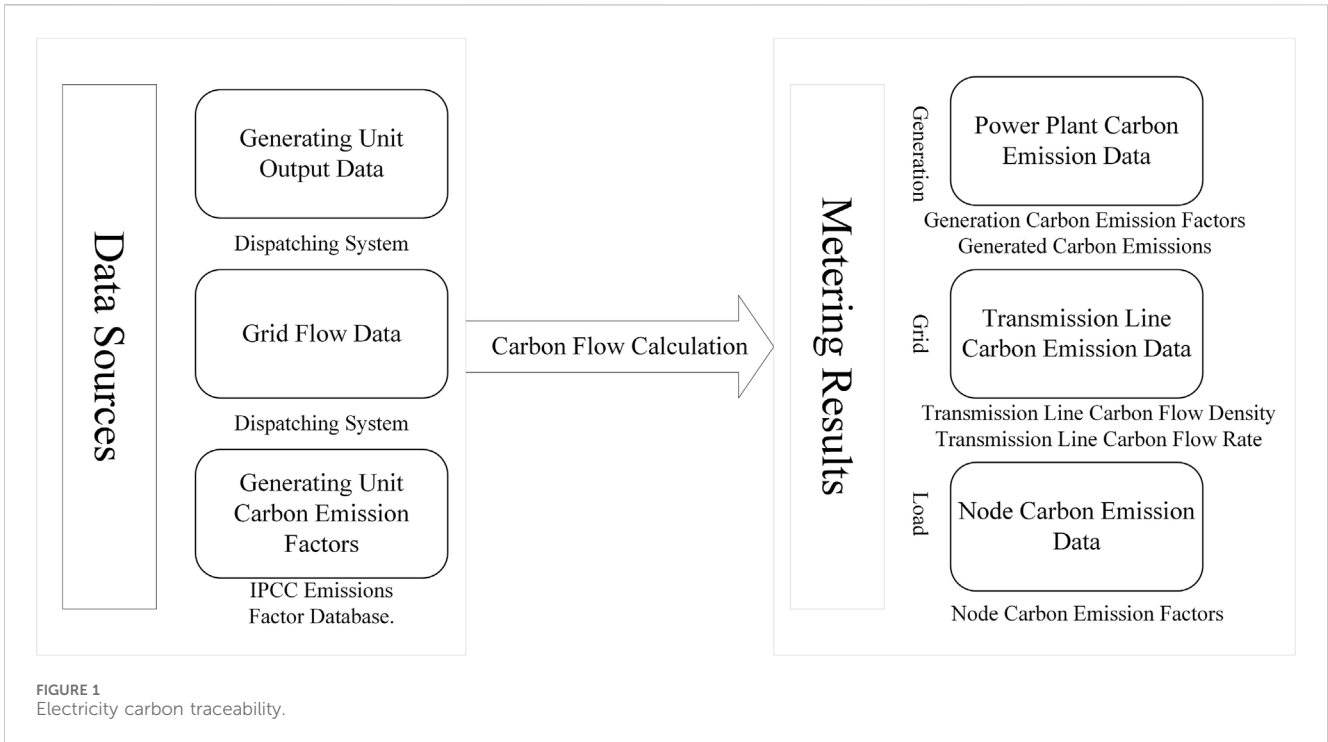 Data Sources
Generating Unit
Output Data
Dispatching System
Grid Flow Data
Dispatching System
Generating Unit
Carbon Emission
Factors
IPCC Emissions
Factor Database.
Carbon Flow Calculation
Metering Results
Generation
Power Plant Carbon
Emission Data
Generation Carbon Emission Factors
Generated Carbon Emissions
Grid
Transmission Line
Carbon Emission Data
Transmission Line Carbon Flow Density
Transmission Line Carbon Flow Rate
Load
Node Carbon Emission
Data
Node Carbon Emission Factors
FIGURE 1
Electricity carbon traceability.